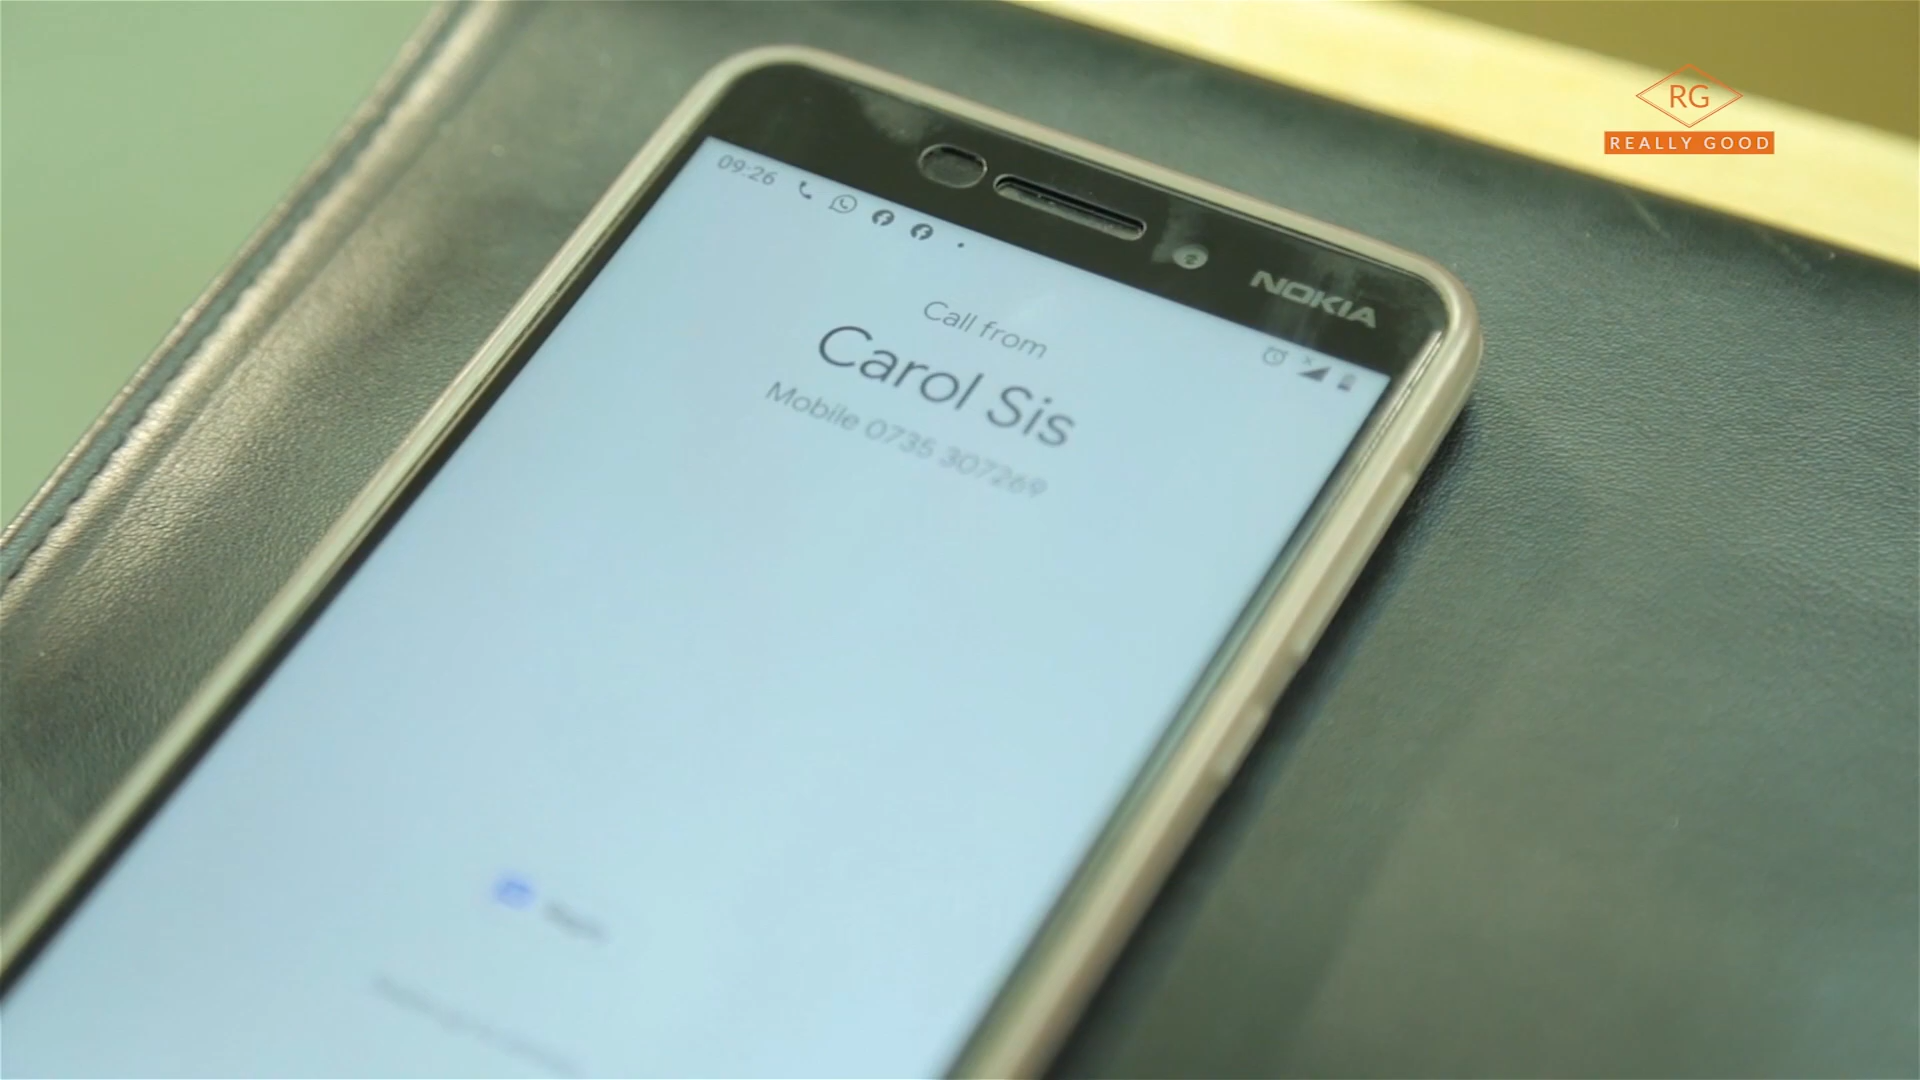 RG
REALLY GOOD
09:26
NOKIA
Call from
Carol Sis
Mobile 0735 307269